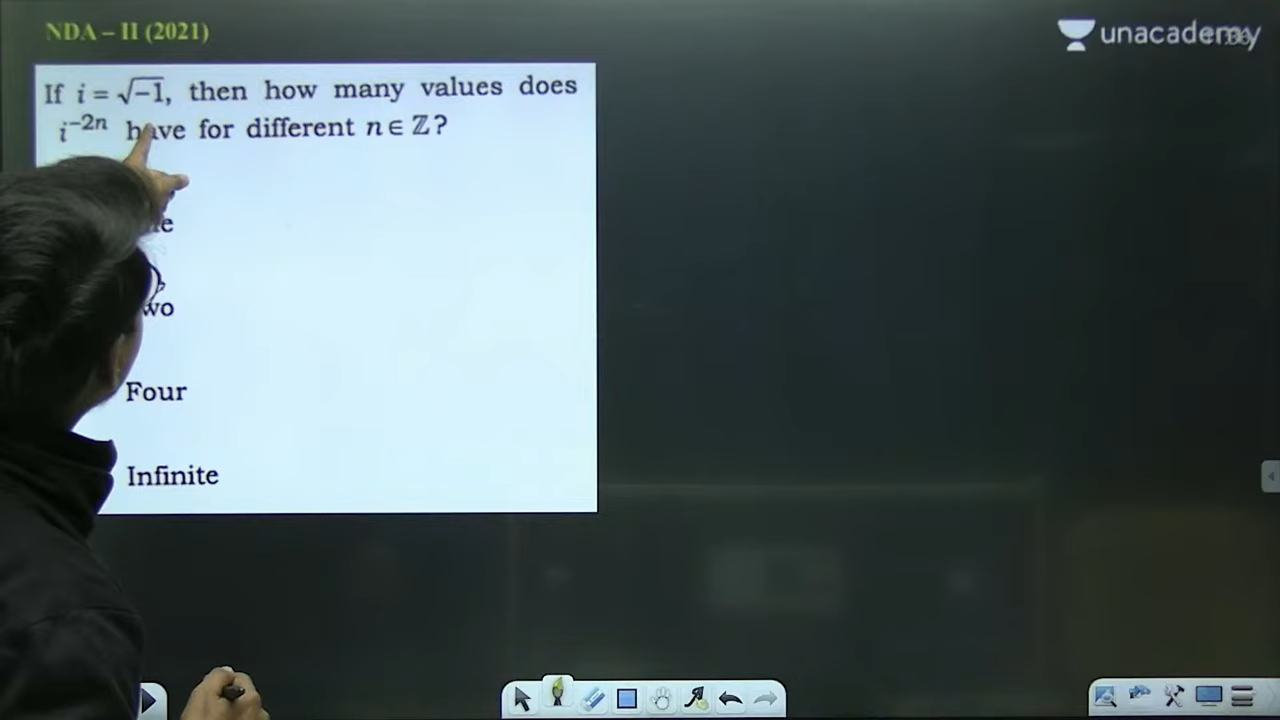 NDA – II (2021)
unacademy
If i = √-1, then how many values does
i⁻²ⁿ have for different n ∈ ℤ?
Four
Infinite